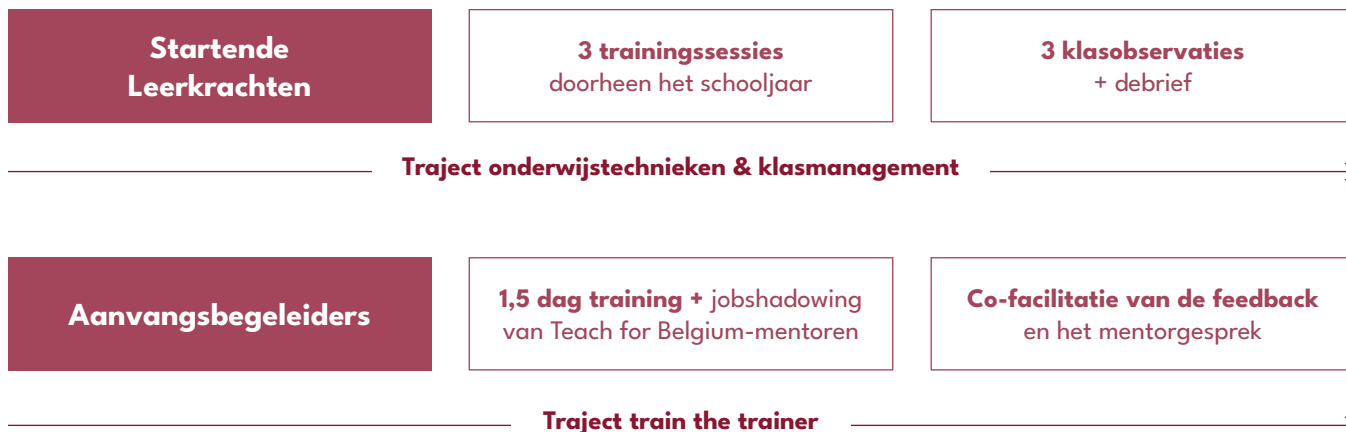 Startende
Leerkrachten
3 trainingssessies
doorheen het schooljaar
3 klasobservaties
+ debrief
Traject onderwijstechnieken & klasmanagement
Aanvangsbegeleiders
1,5 dag training + jobshadowing
van Teach for Belgium-mentoren
Co-facilitatie van de feedback
en het mentorgesprek
Traject train the trainer